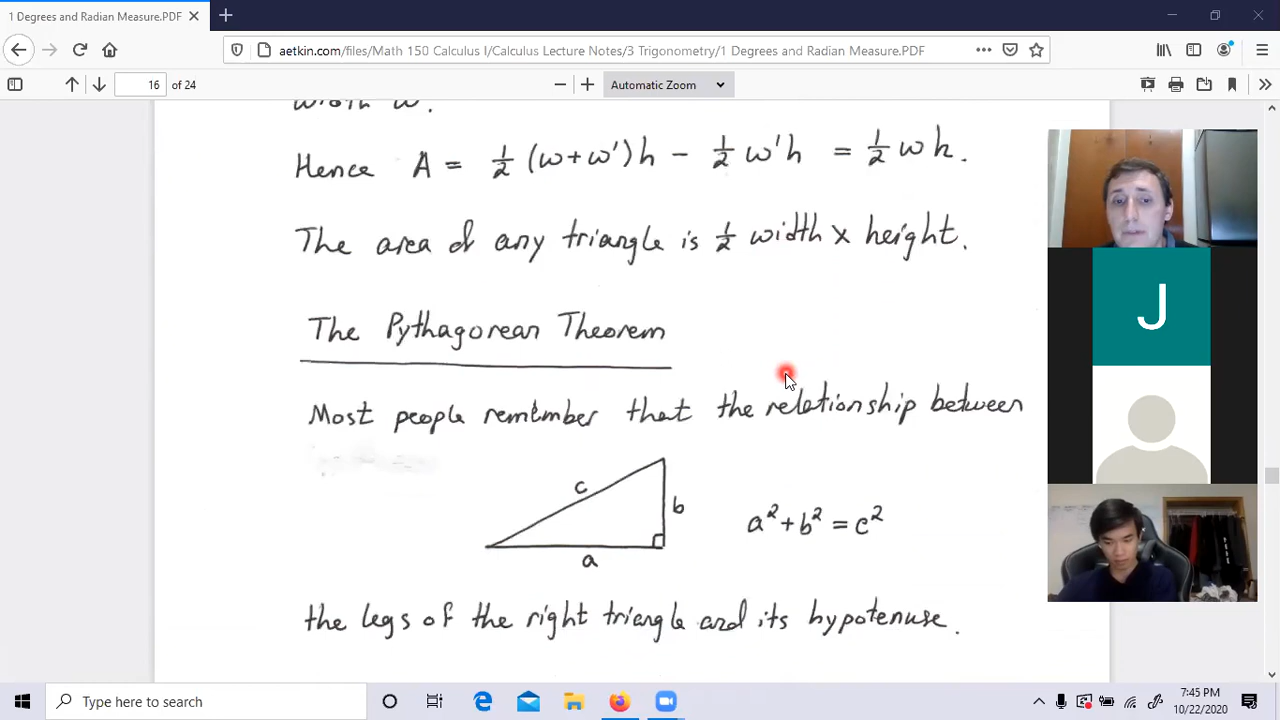 1 Degrees and Radian Measure.PDF
aetkin.com/files/Math 150 Calculus I/Calculus Lecture Notes/3 Trigonometry/1 Degrees and Radian Measure.PDF
16 of 24
Automatic Zoom
width w.
Hence A = ½ (w+w')h − ½ w'h = ½ w h.
The area of any triangle is ½ width x height.
The Pythagorean Theorem
Most people remember that the relationship between
c
b
a
a²+b² = c²
the legs of the right triangle and its hypotenuse.
J
Type here to search
7:45 PM
10/22/2020